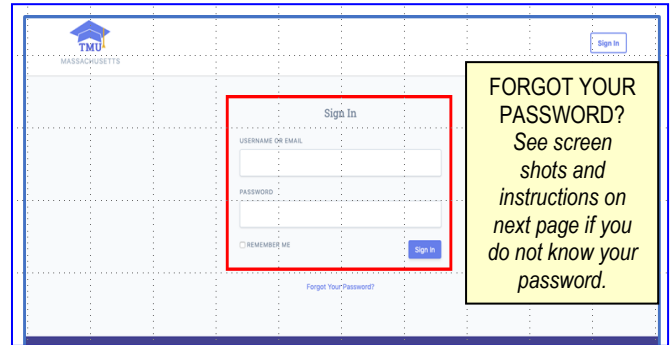 TMU
MASSACHUSETTS
Sign In
Sign In
USERNAME OR EMAIL
PASSWORD
REMEMBER ME
Sign In
Forgot Your Password?
FORGOT YOUR
PASSWORD?
See screen
shots and
instructions on
next page if you
do not know your
password.